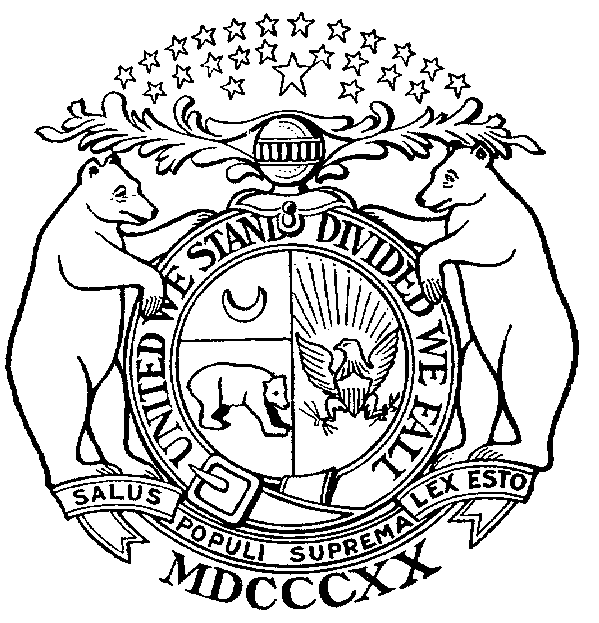 UNITED WE STAND DIVIDED WE FALL
SALUS POPULI SUPREMA LEX ESTO
MDCCCXX